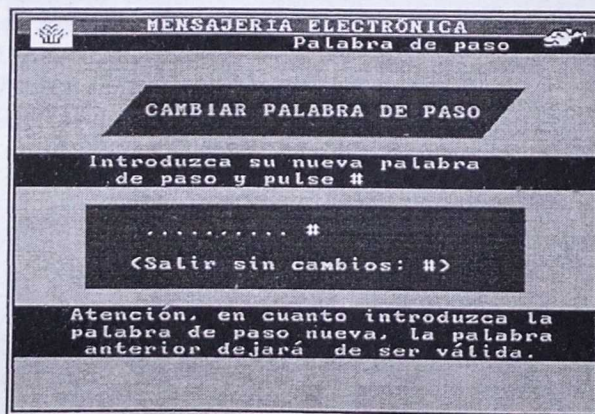 MENSAJERIA ELECTRÓNICA
Palabra de paso
CAMBIAR PALABRA DE PASO
Introduzca su nueva palabra
de paso y pulse #
.......... #
<Salir sin cambios: #>
Atención, en cuanto introduzca la
palabra de paso nueva, la palabra
anterior dejará de ser válida.